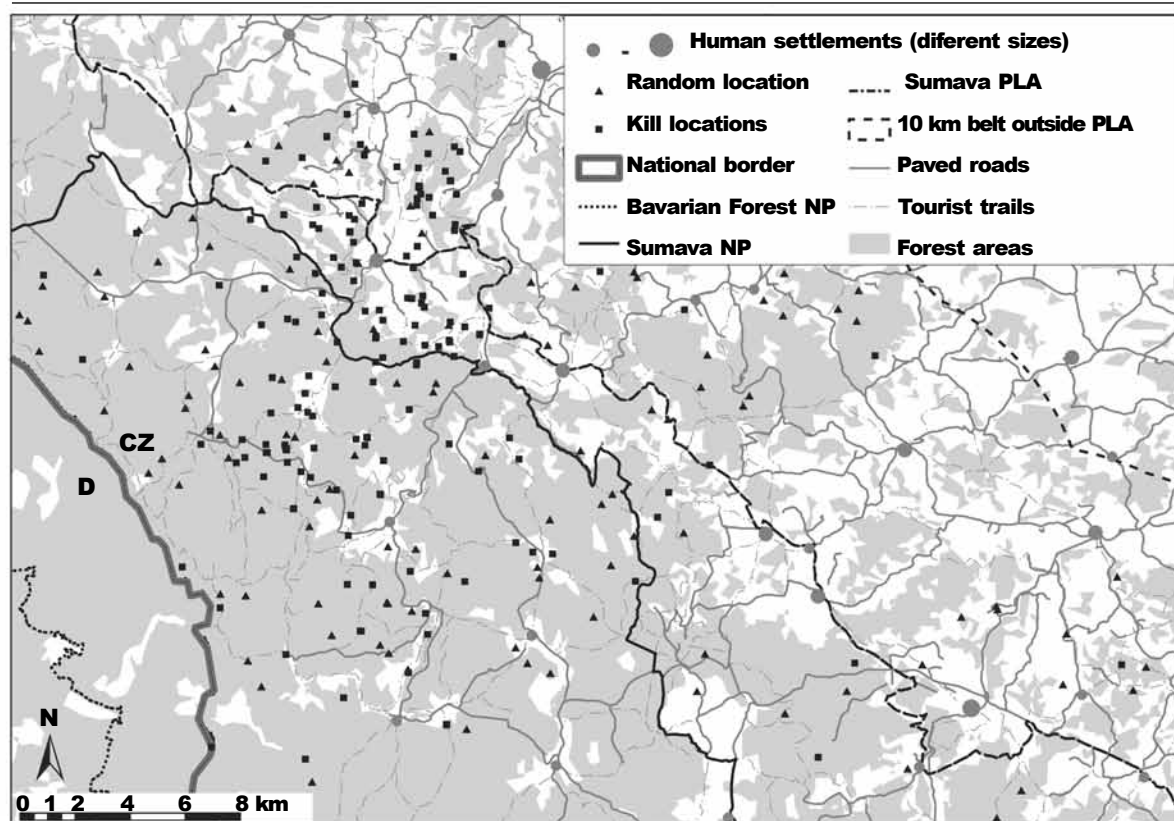 Human settlements (diferent sizes)
Random location
Sumava PLA
Kill locations
10 km belt outside PLA
National border
Paved roads
Bavarian Forest NP
Tourist trails
Sumava NP
Forest areas
CZ
D
N
0 1 2 4 6 8 km